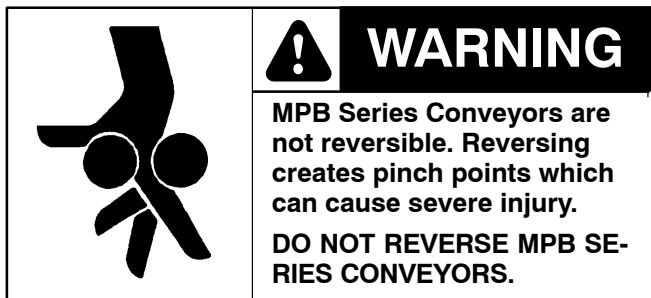 WARNING
MPB Series Conveyors are
not reversible. Reversing
creates pinch points which
can cause severe injury.
DO NOT REVERSE MPB SE-
RIES CONVEYORS.